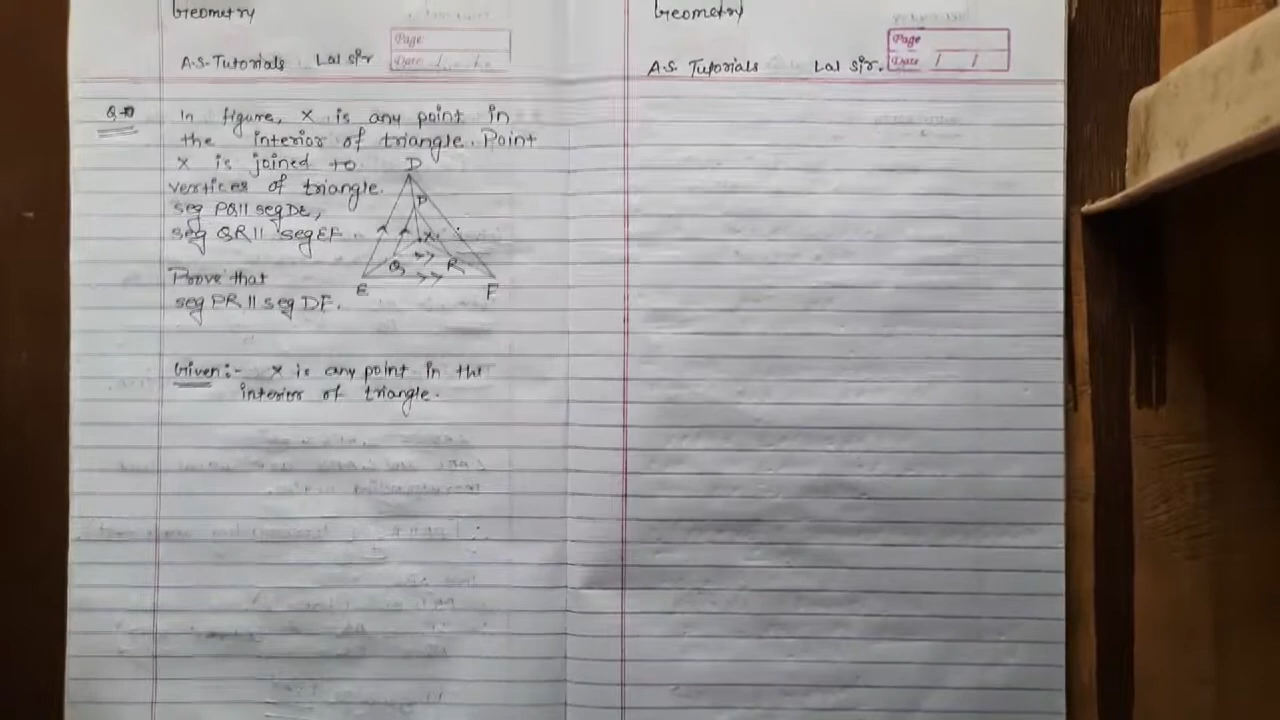 Geometry
A.S. Tutorials Lal sir
Page
Date / /
In figure, X is any point in
the interior of triangle. Point
X is joined to
vertices of triangle.
seg PQ || seg DE,
seg QR || seg EF.
Prove that
seg PR || seg DF.
D
P
X
Q
R
E
F
Given:- X is any point in the
interior of triangle.
Geometry
A.S. Tutorials Lal Sir.
Page
Date / /